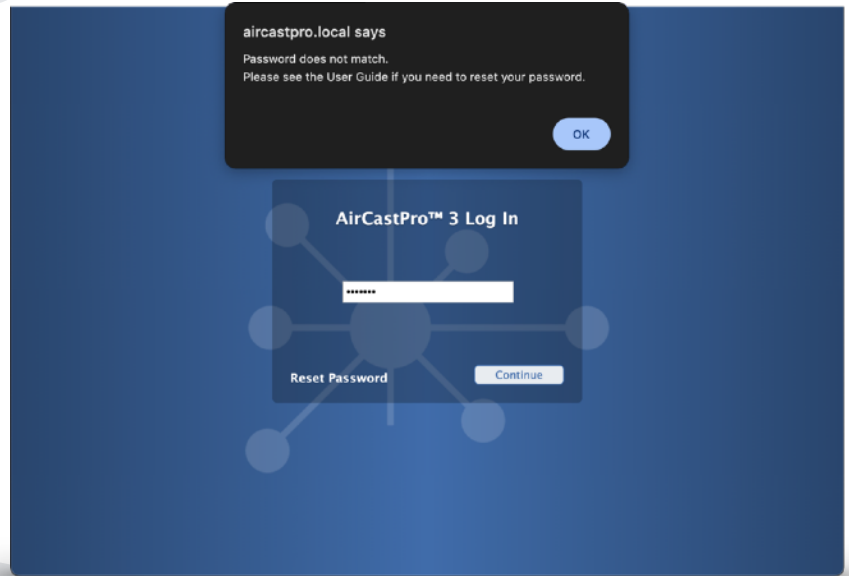 aircastpro.local says
Password does not match.
Please see the User Guide if you need to reset your password.
OK
AirCastPro™ 3 Log In
•••••••
Reset Password
Continue